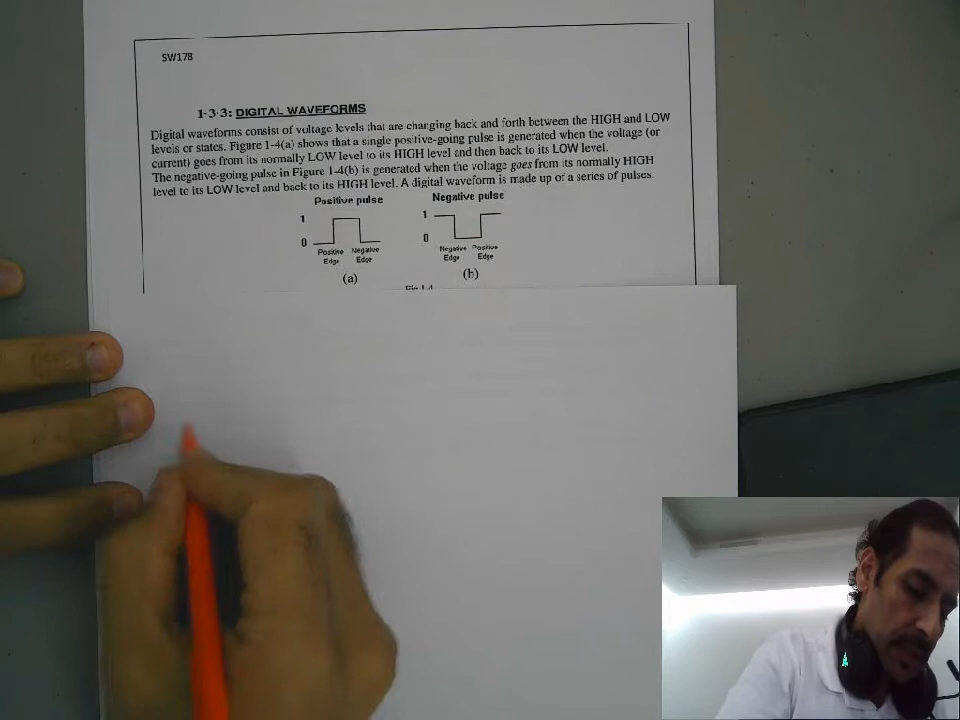 SW178
1-3-3: DIGITAL WAVEFORMS
Digital waveforms consist of voltage levels that are changing back and forth between the HIGH and LOW
levels or states. Figure 1-4(a) shows that a single positive-going pulse is generated when the voltage (or
current) goes from its normally LOW level to its HIGH level and then back to its LOW level.
The negative-going pulse in Figure 1-4(b) is generated when the voltage goes from its normally HIGH
level to its LOW level and back to its HIGH level. A digital waveform is made up of a series of pulses.
Positive pulse Negative pulse
1 1
0 0
Positive Negative Negative Positive
Edge Edge Edge Edge
(a) (b)